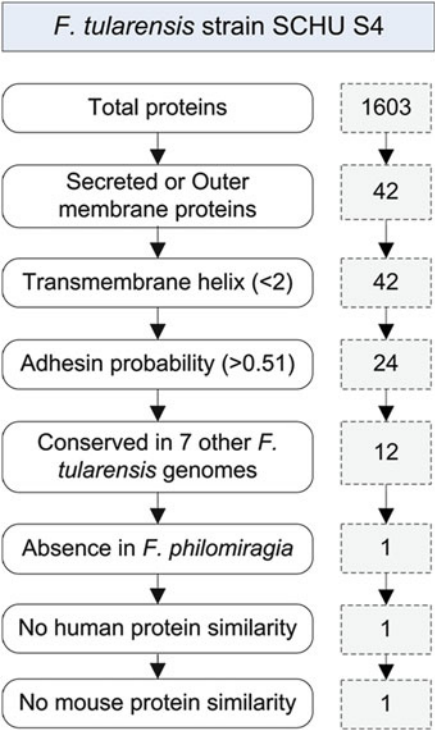 F. tularensis strain SCHU S4
Total proteins
1603
Secreted or Outer
membrane proteins
42
Transmembrane helix (<2)
42
Adhesin probability (>0.51)
24
Conserved in 7 other F.
tularensis genomes
12
Absence in F. philomiragia
1
No human protein similarity
1
No mouse protein similarity
1